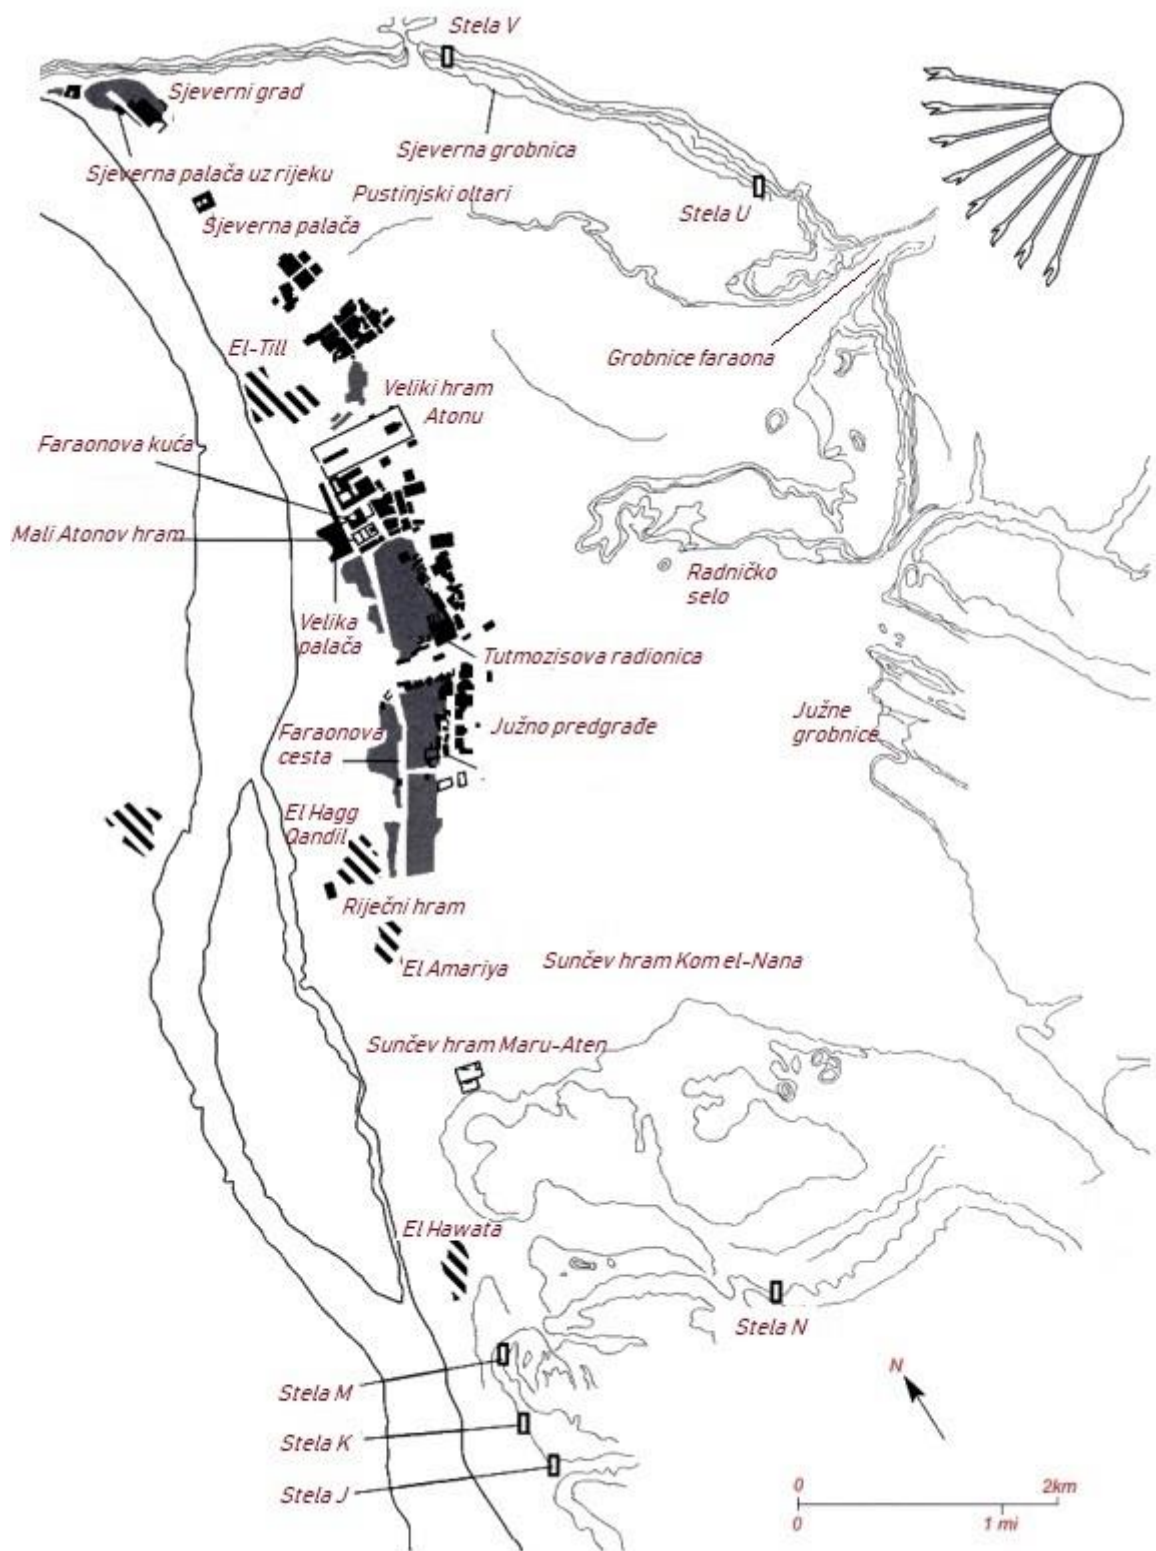 Stela V
Sjeverni grad
Sjeverna grobnica
Sjeverna palača uz rijeku
Pustinjski oltari
Stela U
Sjeverna palača
El-Till
Grobnice faraona
Veliki hram
Atonu
Faraonova kuća
Mali Atonov hram
Radničko
selo
Velika
palača
Tutmozisova radionica
Južne
grobnice
Južno predgrađe
Faraonova
cesta
El Hagg
Qandil
Riječni hram
El Amariya
Sunčev hram Kom el-Nana
Sunčev hram Maru-Aten
El Hawata
Stela N
N
Stela M
Stela K
Stela J
0 2km
0 1 mi